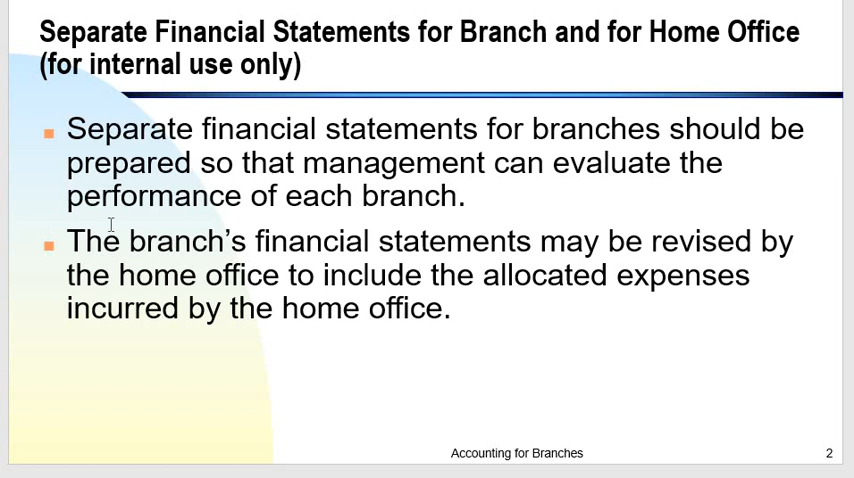 Separate Financial Statements for Branch and for Home Office
(for internal use only)
Separate financial statements for branches should be
prepared so that management can evaluate the
performance of each branch.
The branch's financial statements may be revised by
the home office to include the allocated expenses
incurred by the home office.
Accounting for Branches
2